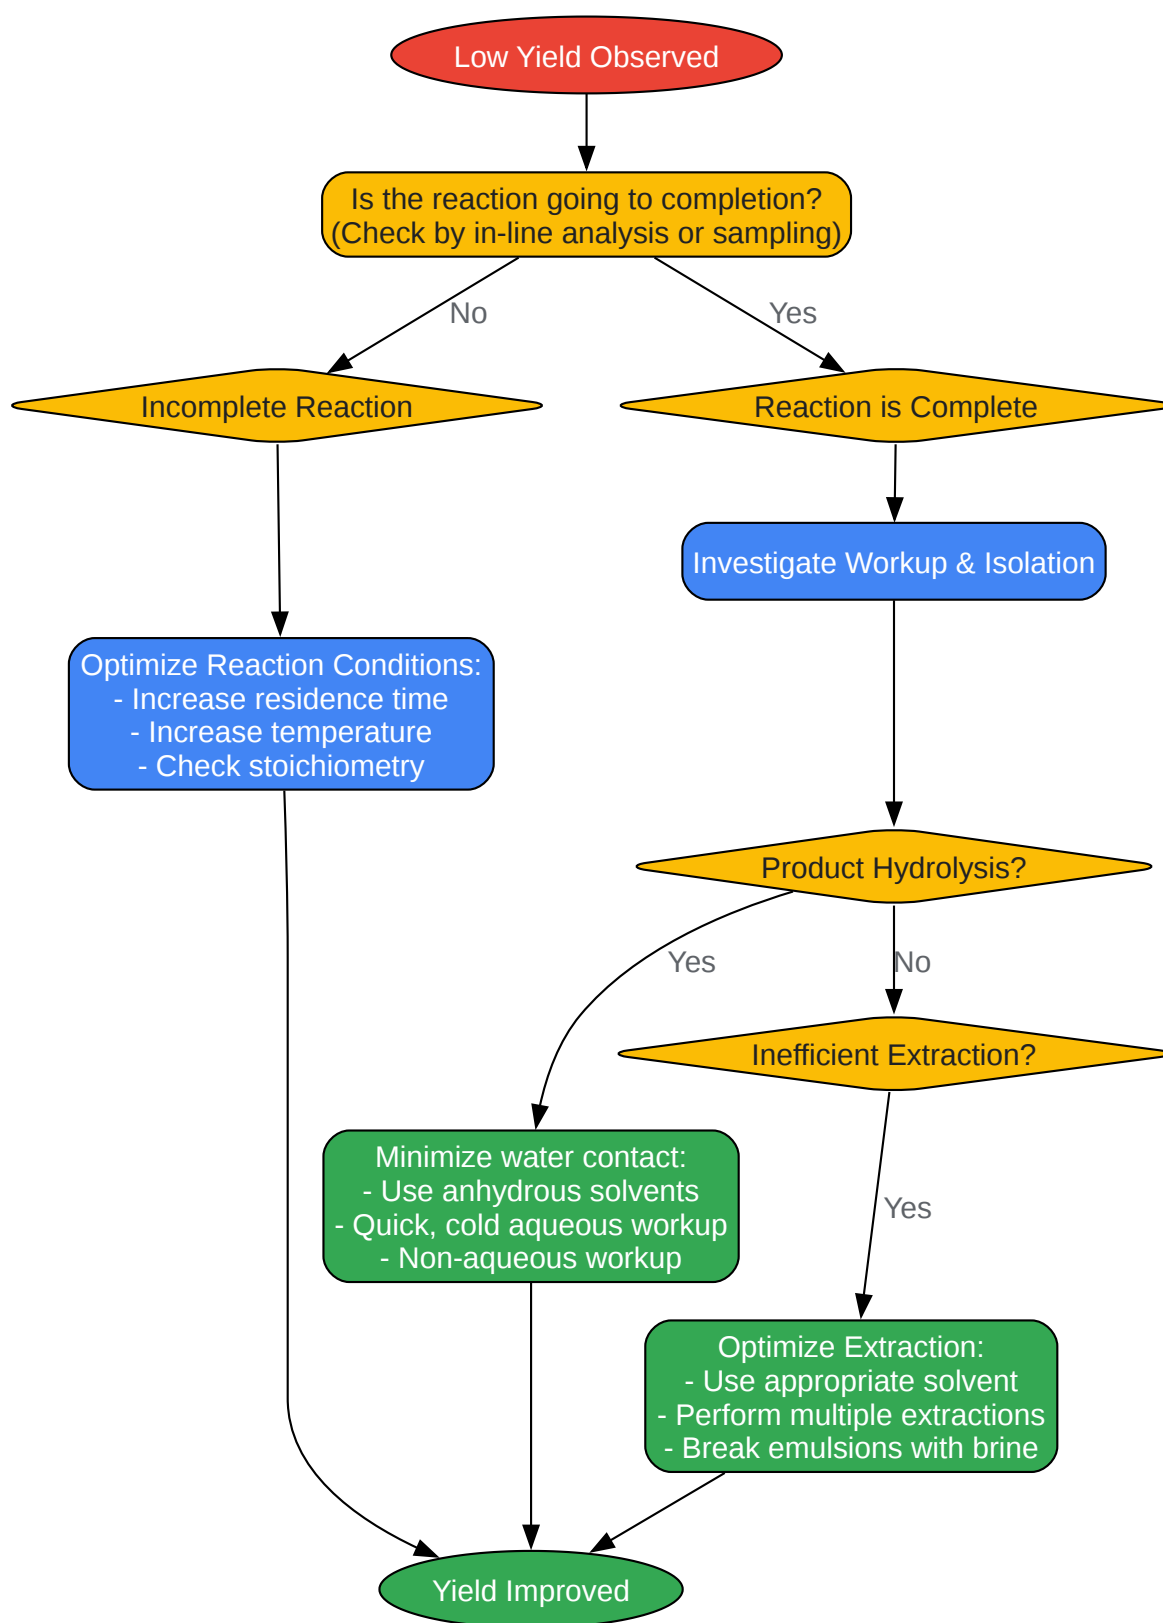 Low Yield Observed
Is the reaction going to completion?
(Check by in-line analysis or sampling)
No
Yes
Incomplete Reaction
Reaction is Complete
Investigate Workup & Isolation
Optimize Reaction Conditions:
- Increase residence time
- Increase temperature
- Check stoichiometry
Product Hydrolysis?
Yes
No
Inefficient Extraction?
Minimize water contact:
- Use anhydrous solvents
- Quick, cold aqueous workup
- Non-aqueous workup
Yes
Optimize Extraction:
- Use appropriate solvent
- Perform multiple extractions
- Break emulsions with brine
Yield Improved